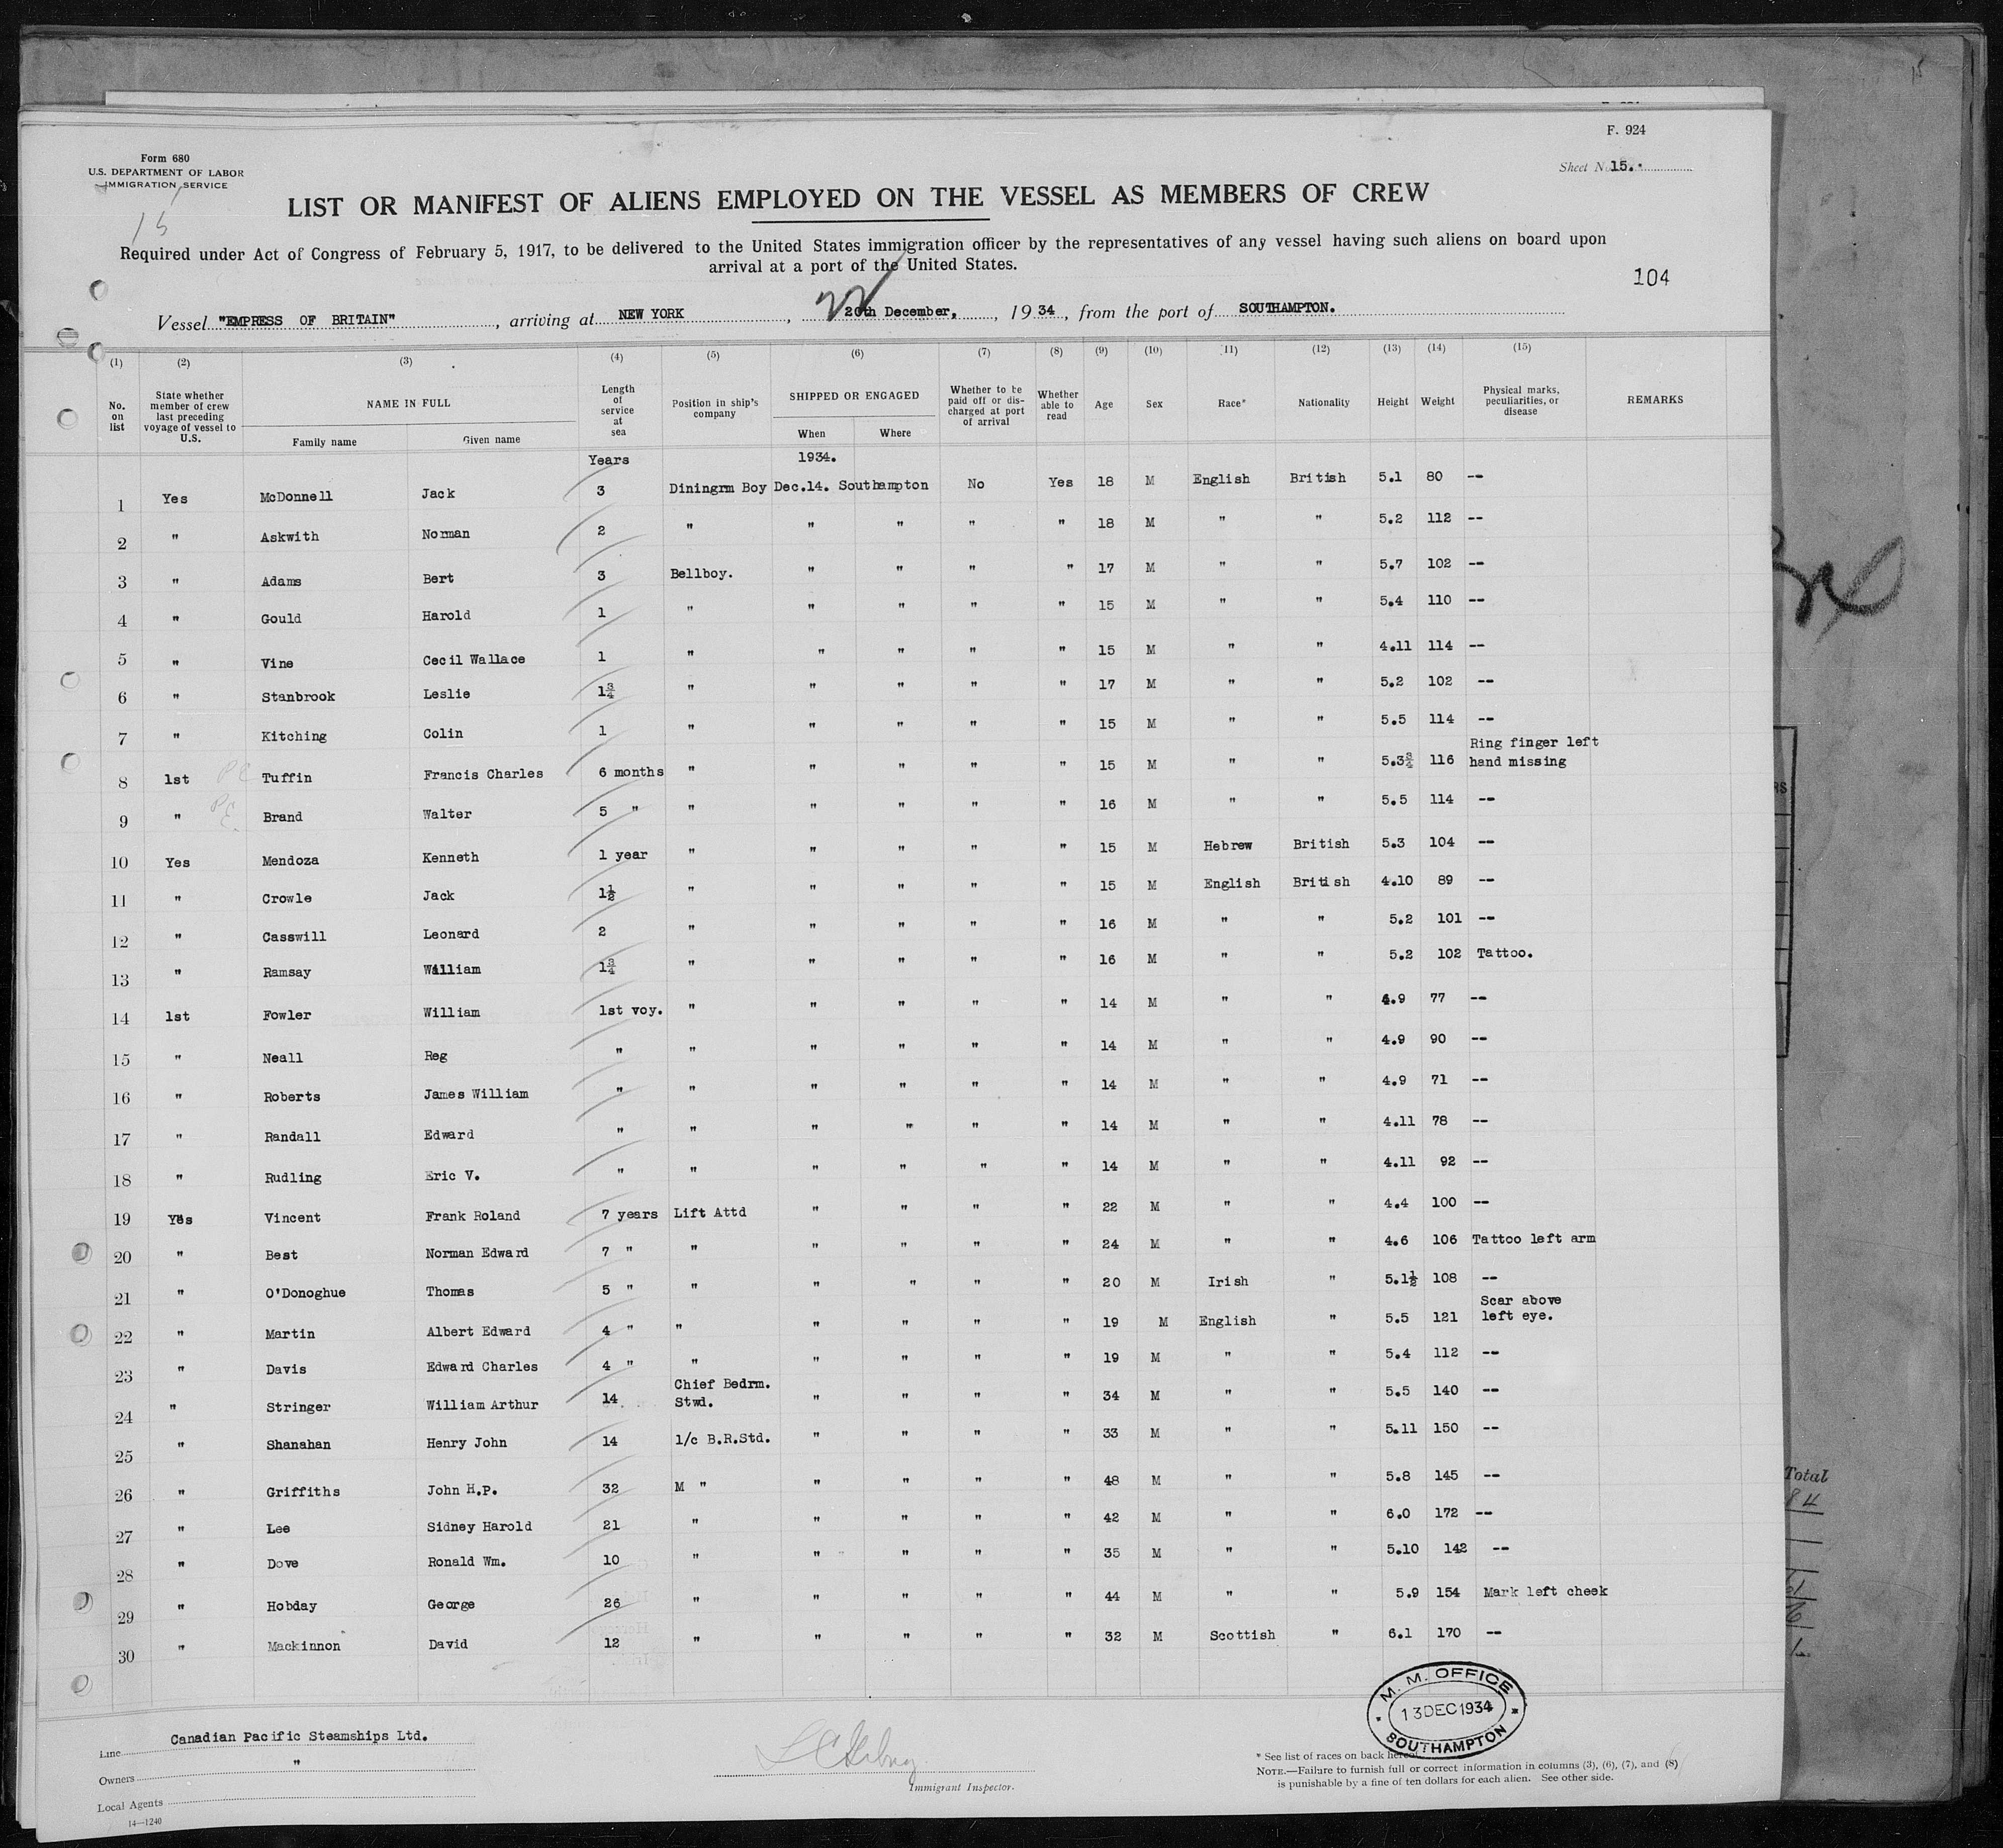 F. 924
Form 680
U.S. DEPARTMENT OF LABOR
IMMIGRATION SERVICE
Sheet No. 15.
15
LIST OR MANIFEST OF ALIENS EMPLOYED ON THE VESSEL AS MEMBERS OF CREW
Required under Act of Congress of February 5, 1917, to be delivered to the United States immigration officer by the representatives of any vessel having such aliens on board upon
arrival at a port of the United States.
104
22
Vessel "EMPRESS OF BRITAIN", arriving at NEW YORK, 20th December, 1934, from the port of SOUTHAMPTON.
(1) (2) (3) (4) (5) (6) (7) (8) (9) (10) (11) (12) (13) (14) (15)
No. on list State whether member of crew last preceding voyage of vessel to U.S. NAME IN FULL Family name Given name Length of service at sea Position in ship's company SHIPPED OR ENGAGED When Where Whether to be paid off or discharged at port of arrival Whether able to read Age Sex Race* Nationality Height Weight Physical marks, peculiarities, or disease REMARKS
Years 1934.
1 Yes McDonnell Jack 3 Diningrm Boy Dec.14. Southampton No Yes 18 M English British 5.1 80 --
2 " Askwith Norman 2 " " " " " 18 M " " 5.2 112 --
3 " Adams Bert 3 Bellboy. " " " " 17 M " " 5.7 102 --
4 " Gould Harold 1 " " " " " 15 M " " 5.4 110 --
5 " Vine Cecil Wallace 1 " " " " " 15 M " " 4.11 114 --
6 " Stanbrook Leslie 1¾ " " " " " 17 M " " 5.2 102 --
7 " Kitching Colin 1 " " " " " 15 M " " 5.5 114 --
8 1st Tuffin Francis Charles 6 months " " " " " 15 M " " 5.3¾ 116 Ring finger left hand missing
9 " Brand Walter 5 " " " " " " 16 M " " 5.5 114 --
10 Yes Mendoza Kenneth 1 year " " " " " 15 M Hebrew British 5.3 104 --
11 " Crowle Jack 1½ " " " " " 15 M English British 4.10 89 --
12 " Casswill Leonard 2 " " " " " 16 M " " 5.2 101 --
13 " Ramsay William 1¾ " " " " " 16 M " " 5.2 102 Tattoo.
14 1st Fowler William 1st voy. " " " " " 14 M " " 4.9 77 --
15 " Neall Reg " " " " " " 14 M " " 4.9 90 --
16 " Roberts James William " " " " " " 14 M " " 4.9 71 --
17 " Randall Edward " " " " " " 14 M " " 4.11 78 --
18 " Rudling Eric V. " " " " " " 14 M " " 4.11 92 --
19 Yes Vincent Frank Roland 7 years Lift Attd " " " " 22 M " " 4.4 100 --
20 " Best Norman Edward 7 " " " " " " 24 M " " 4.6 106 Tattoo left arm
21 " O'Donoghue Thomas 5 " " " " " " 20 M Irish " 5.1½ 108 --
22 " Martin Albert Edward 4 " " " " " " 19 M English " 5.5 121 Scar above left eye.
23 " Davis Edward Charles 4 " " " " " " 19 M " " 5.4 112 --
24 " Stringer William Arthur 14 Chief Bedrm. Stwd. " " " " 34 M " " 5.5 140 --
25 " Shanahan Henry John 14 1/c B.R.Std. " " " " 33 M " " 5.11 150 --
26 " Griffiths John H.P. 32 M " " " " " 48 M " " 5.8 145 --
27 " Lee Sidney Harold 21 " " " " " 42 M " " 6.0 172 --
28 " Dove Ronald Wm. 10 " " " " " 35 M " " 5.10 142 --
29 " Hobday George 26 " " " " " 44 M " " 5.9 154 Mark left cheek
30 " Mackinnon David 12 " " " " " 32 M Scottish " 6.1 170 --
M. M. OFFICE
13 DEC 1934
SOUTHAMPTON
Line Canadian Pacific Steamships Ltd.
Owners "
Local Agents
14—1240
Immigrant Inspector.
* See list of races on back hereof.
NOTE.—Failure to furnish full or correct information in columns (3), (6), (7), and (8)
is punishable by a fine of ten dollars for each alien. See other side.
Total
84